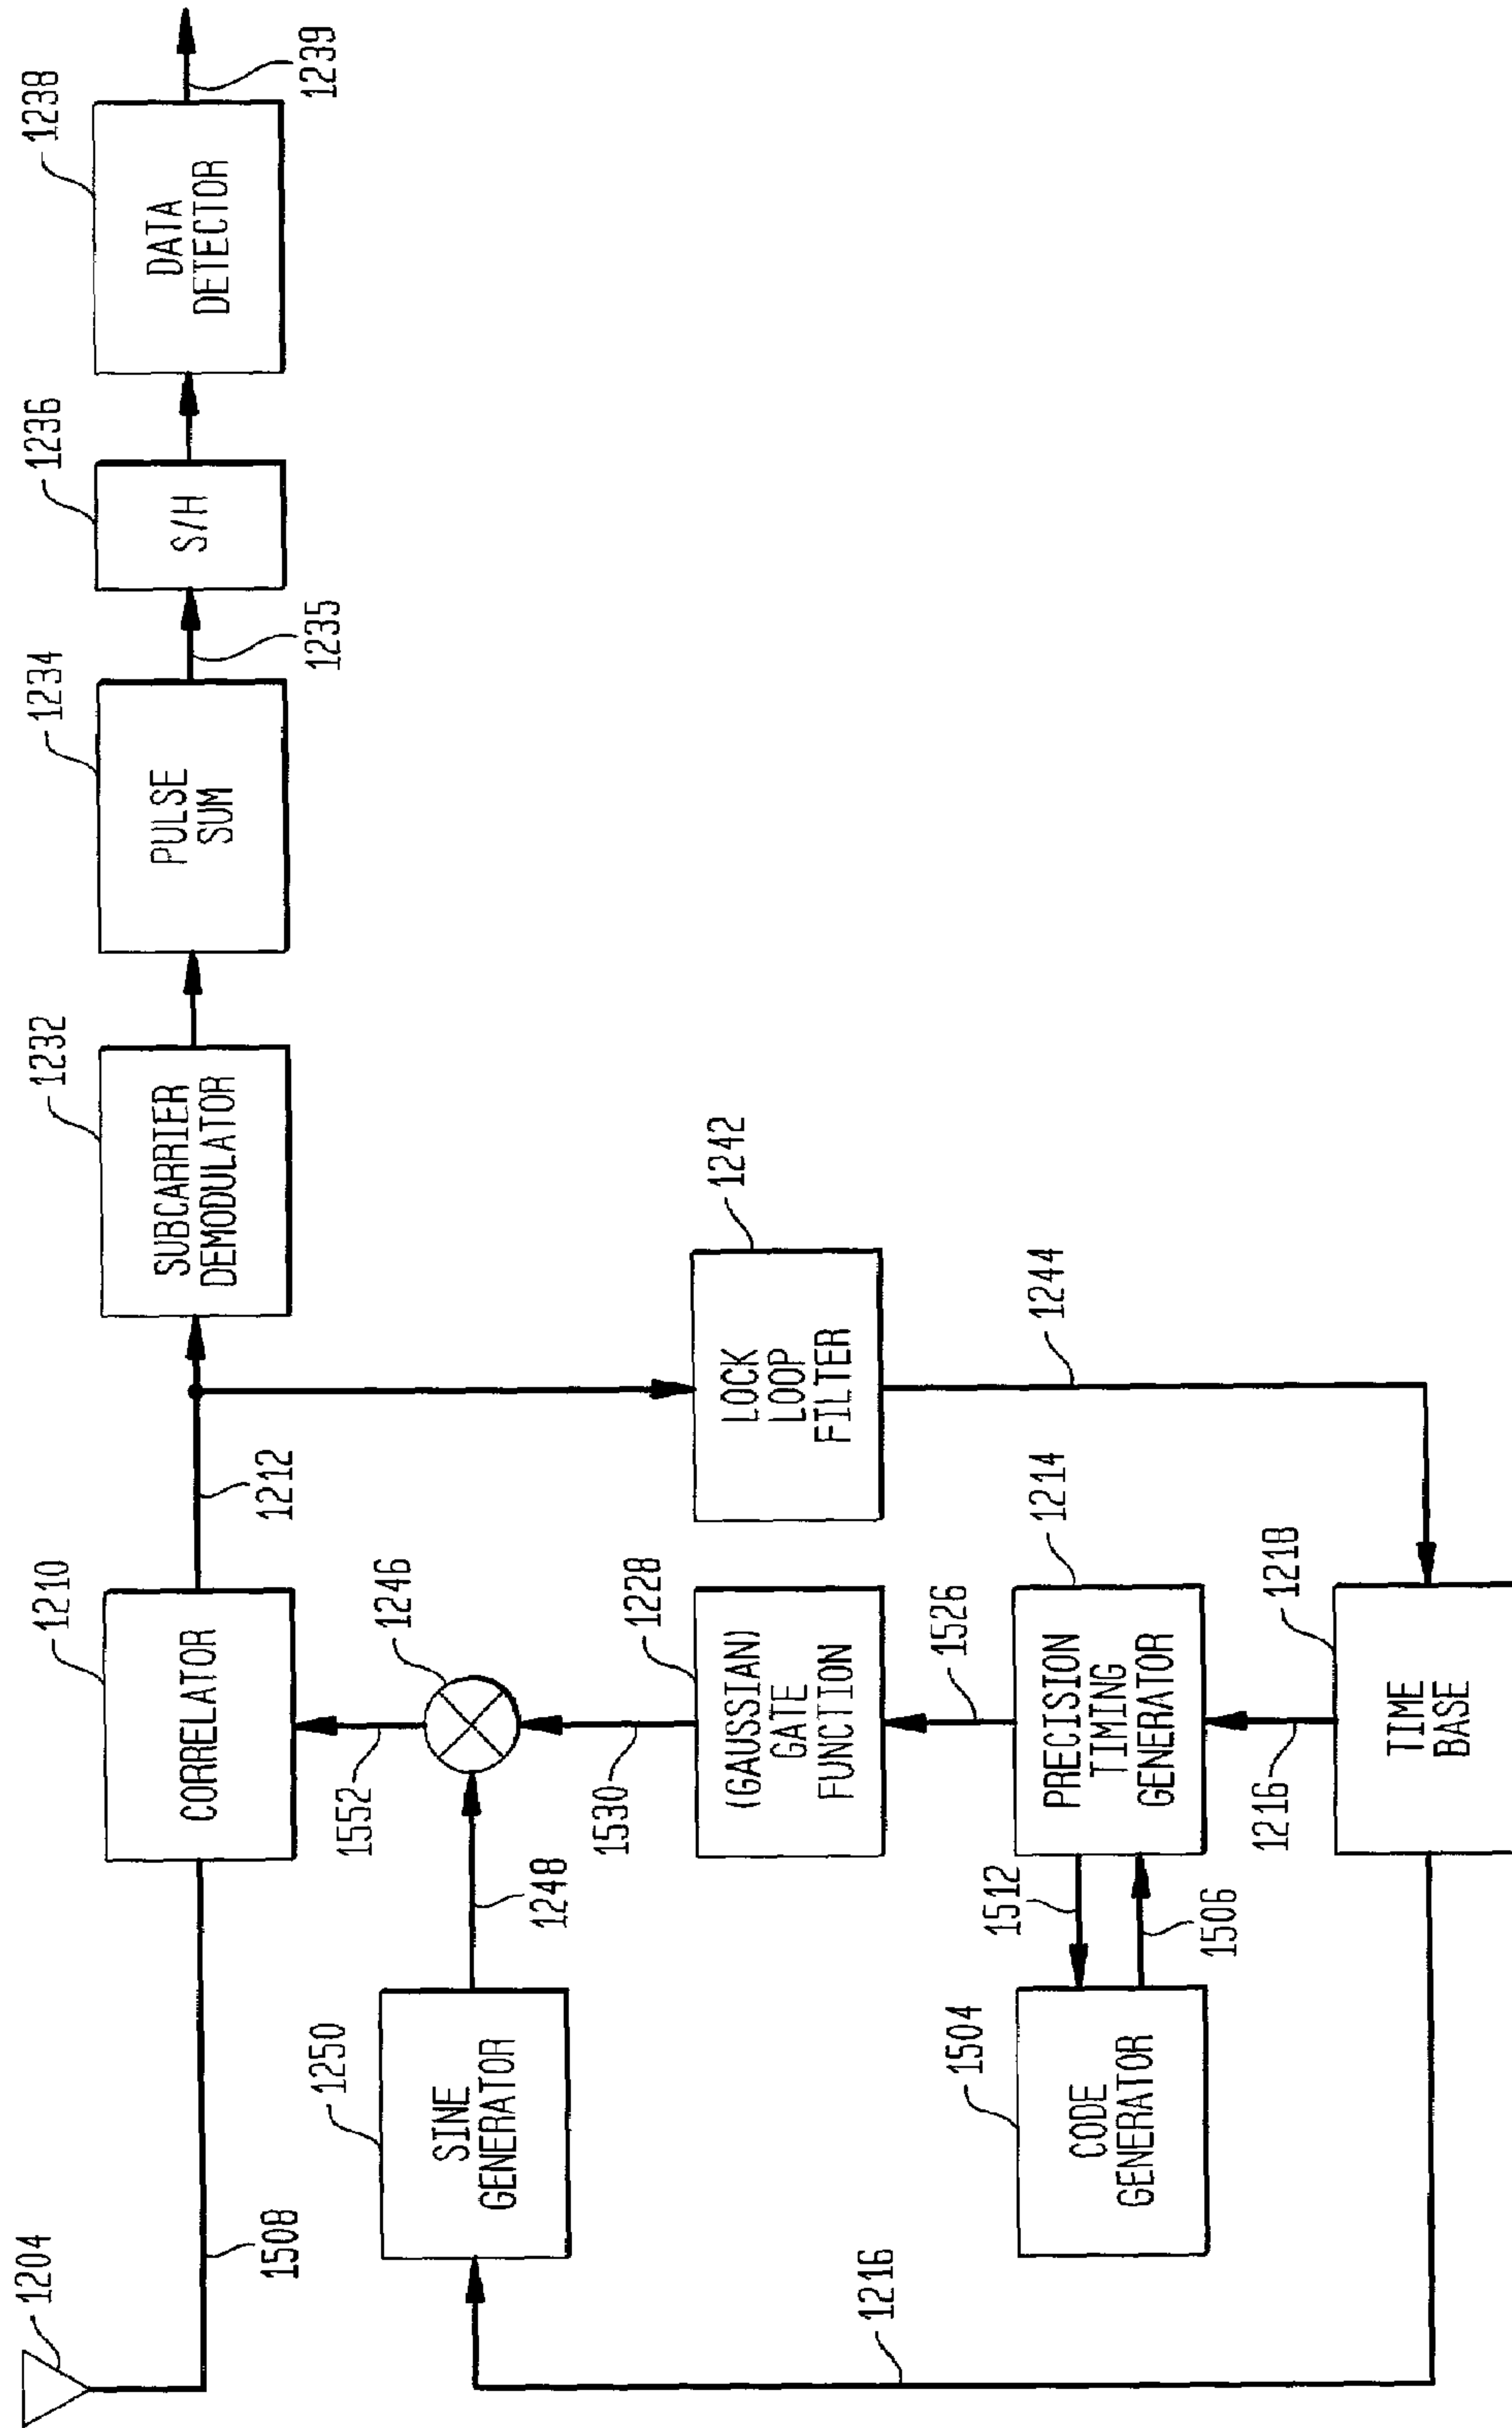 1204
1508
1210
CORRELATOR
1212
1232
SUBCARRIER
DEMODULATOR
1234
PULSE
SUM
1235
1236
S/H
1238
DATA
DETECTOR
1239
1250
SINE
GENERATOR
1248
1552
1246
1530
1228
(GAUSSIAN)
GATE
FUNCTION
1242
LOCK
LOOP
FILTER
1244
1526
1504
CODE
GENERATOR
1512
1506
1214
PRECISION
TIMING
GENERATOR
1216
1216
1218
TIME
BASE